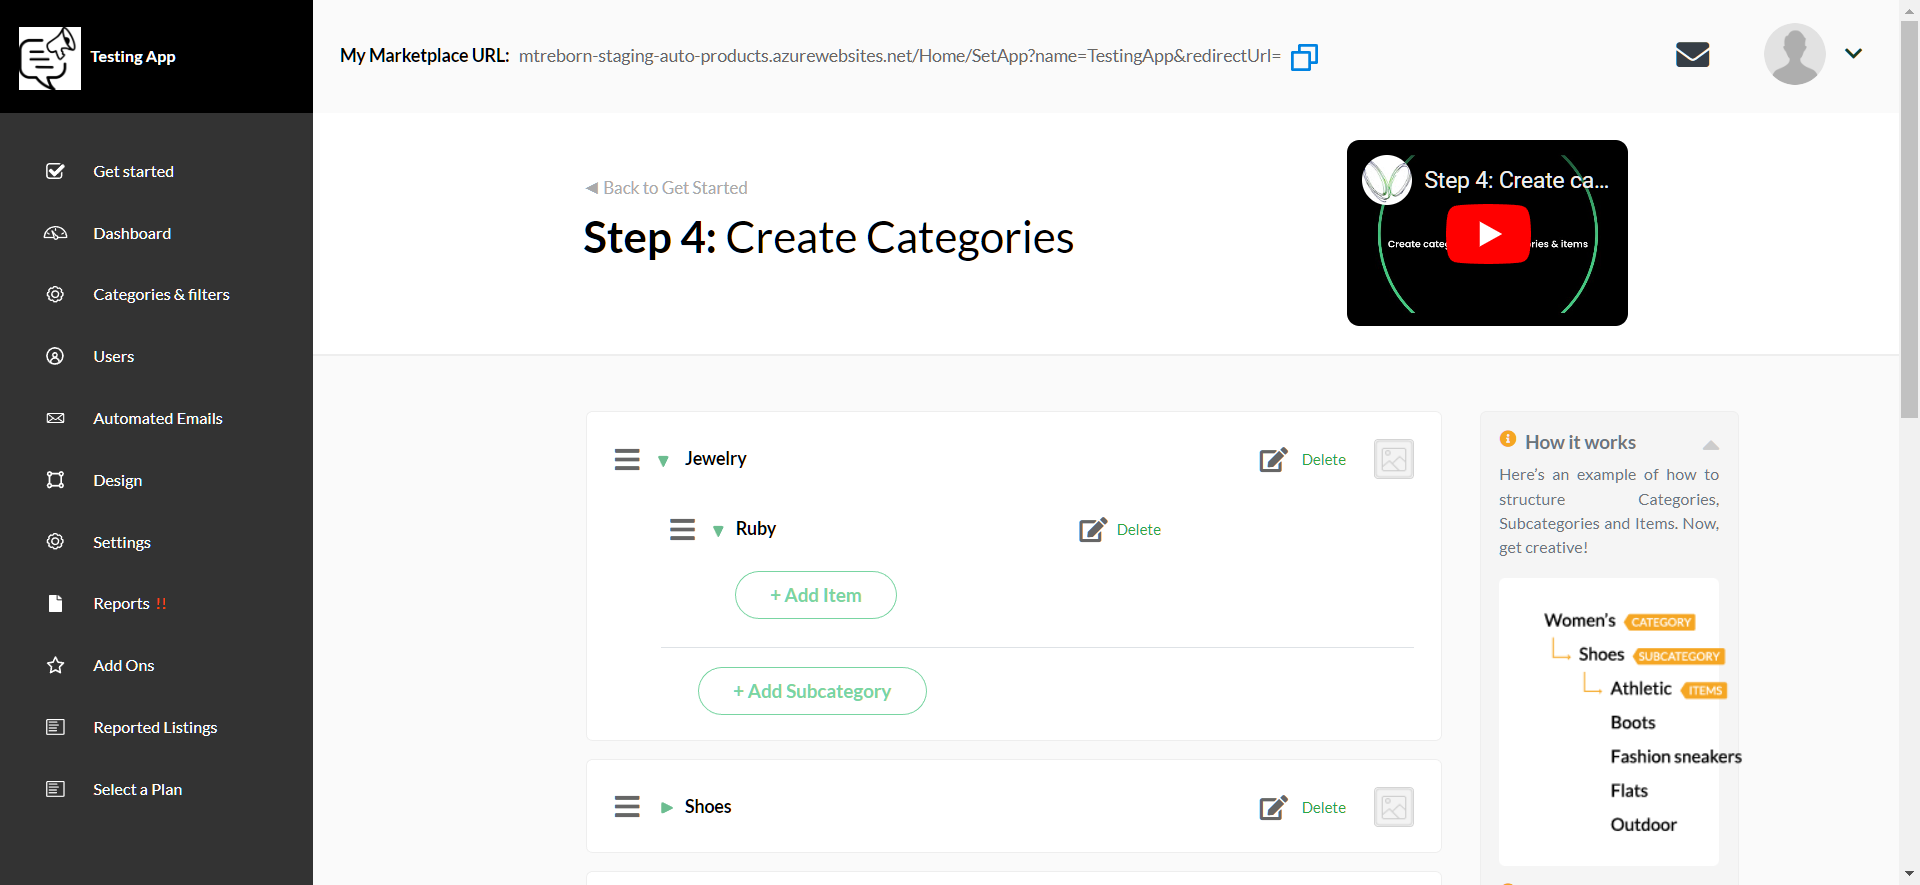 Testing App
My Marketplace URL: mtreborn-staging-auto-products.azurewebsites.net/Home/SetApp?name=TestingApp&redirectUrl=
Get started
Dashboard
Categories & filters
Users
Automated Emails
Design
Settings
Reports !!
Add Ons
Reported Listings
Select a Plan
◀ Back to Get Started
Step 4: Create Categories
Step 4: Create ca...
Create categ
ries & items
Jewelry
Delete
Ruby
Delete
+ Add Item
+ Add Subcategory
Shoes
Delete
How it works
Here's an example of how to
structure Categories,
Subcategories and Items. Now,
get creative!
Women's CATEGORY
Shoes SUBCATEGORY
Athletic ITEMS
Boots
Fashion sneakers
Flats
Outdoor